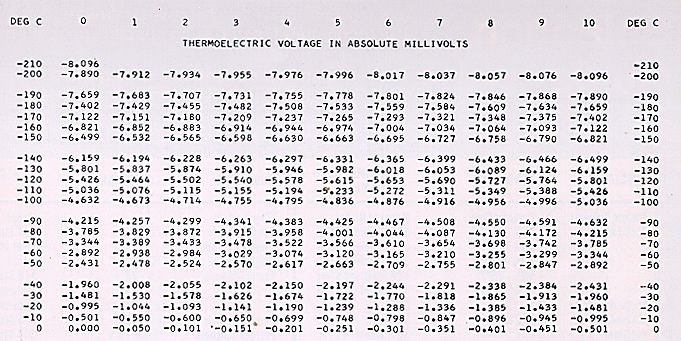 DEG C 0 1 2 3 4 5 6 7 8 9 10 DEG C
THERMOELECTRIC VOLTAGE IN ABSOLUTE MILLIVOLTS
-210 -8.096 -210
-200 -7.890 -7.912 -7.934 -7.955 -7.976 -7.996 -8.017 -8.037 -8.057 -8.076 -8.096 -200
-190 -7.659 -7.683 -7.707 -7.731 -7.755 -7.778 -7.801 -7.824 -7.846 -7.868 -7.890 -190
-180 -7.402 -7.429 -7.455 -7.482 -7.508 -7.533 -7.559 -7.584 -7.609 -7.634 -7.659 -180
-170 -7.122 -7.151 -7.180 -7.209 -7.237 -7.265 -7.293 -7.321 -7.348 -7.375 -7.402 -170
-160 -6.821 -6.852 -6.883 -6.914 -6.944 -6.974 -7.004 -7.034 -7.064 -7.093 -7.122 -160
-150 -6.499 -6.532 -6.565 -6.598 -6.630 -6.663 -6.695 -6.727 -6.758 -6.790 -6.821 -150
-140 -6.159 -6.194 -6.228 -6.263 -6.297 -6.331 -6.365 -6.399 -6.433 -6.466 -6.499 -140
-130 -5.801 -5.837 -5.874 -5.910 -5.946 -5.982 -6.018 -6.053 -6.089 -6.124 -6.159 -130
-120 -5.426 -5.464 -5.502 -5.540 -5.578 -5.615 -5.653 -5.690 -5.727 -5.764 -5.801 -120
-110 -5.036 -5.076 -5.115 -5.155 -5.194 -5.233 -5.272 -5.311 -5.349 -5.388 -5.426 -110
-100 -4.632 -4.673 -4.714 -4.755 -4.795 -4.836 -4.876 -4.916 -4.956 -4.996 -5.036 -100
-90 -4.215 -4.257 -4.299 -4.341 -4.383 -4.425 -4.467 -4.508 -4.550 -4.591 -4.632 -90
-80 -3.785 -3.829 -3.872 -3.915 -3.958 -4.001 -4.044 -4.087 -4.130 -4.172 -4.215 -80
-70 -3.344 -3.389 -3.433 -3.478 -3.522 -3.566 -3.610 -3.654 -3.698 -3.742 -3.785 -70
-60 -2.892 -2.938 -2.984 -3.029 -3.074 -3.120 -3.165 -3.210 -3.255 -3.299 -3.344 -60
-50 -2.431 -2.478 -2.524 -2.570 -2.617 -2.663 -2.709 -2.755 -2.801 -2.847 -2.892 -50
-40 -1.960 -2.008 -2.055 -2.102 -2.150 -2.197 -2.244 -2.291 -2.338 -2.384 -2.431 -40
-30 -1.481 -1.530 -1.578 -1.626 -1.674 -1.722 -1.770 -1.818 -1.865 -1.913 -1.960 -30
-20 -0.995 -1.044 -1.093 -1.141 -1.190 -1.239 -1.288 -1.336 -1.385 -1.433 -1.481 -20
-10 -0.501 -0.550 -0.600 -0.650 -0.699 -0.748 -0.798 -0.847 -0.896 -0.945 -0.995 -10
0 0.000 -0.050 -0.101 -0.151 -0.201 -0.251 -0.301 -0.351 -0.401 -0.451 -0.501 0